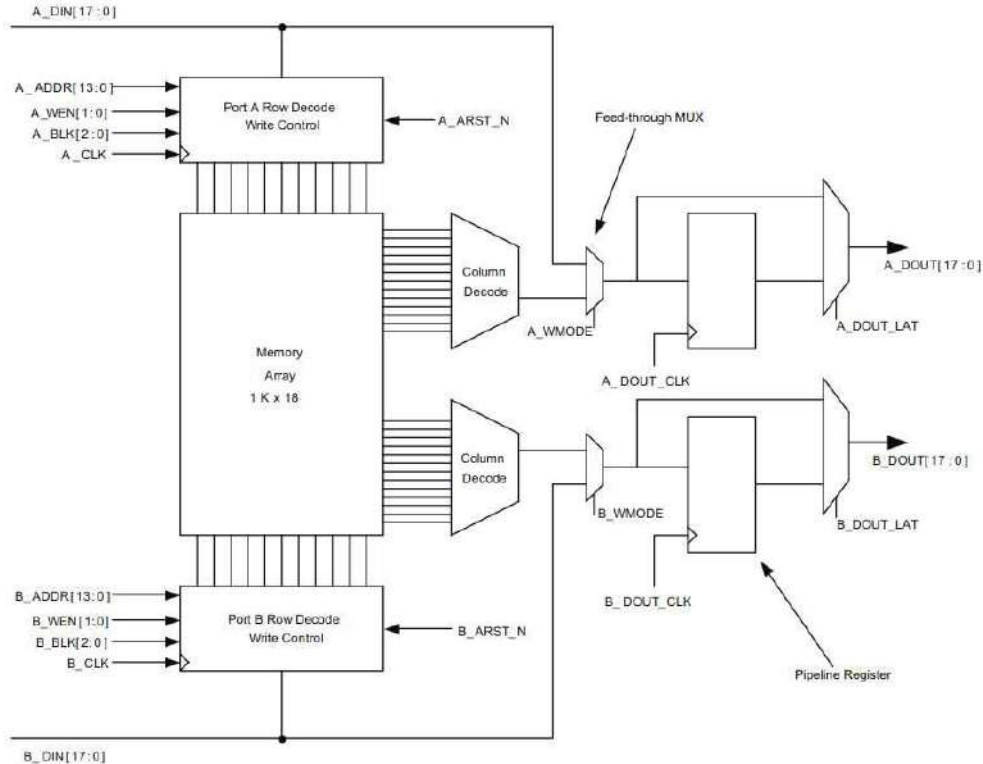 A_DIN[17:0]
A_ADDR[13:0]
A_WEN[1:0]
A_BLK[2:0]
A_CLK
Port A Row Decode
Write Control
A_ARST_N
Feed-through MUX
Column
Decode
A_WMODE
A_DOUT[17:0]
A_DOUT_LAT
A_DOUT_CLK
Memory
Array
1 K x 18
Column
Decode
B_WMODE
B_DOUT[17:0]
B_DOUT_LAT
B_DOUT_CLK
B_ADDR[13:0]
B_WEN[1:0]
B_BLK[2:0]
B_CLK
Port B Row Decode
Write Control
B_ARST_N
Pipeline Register
B_DIN[17:0]